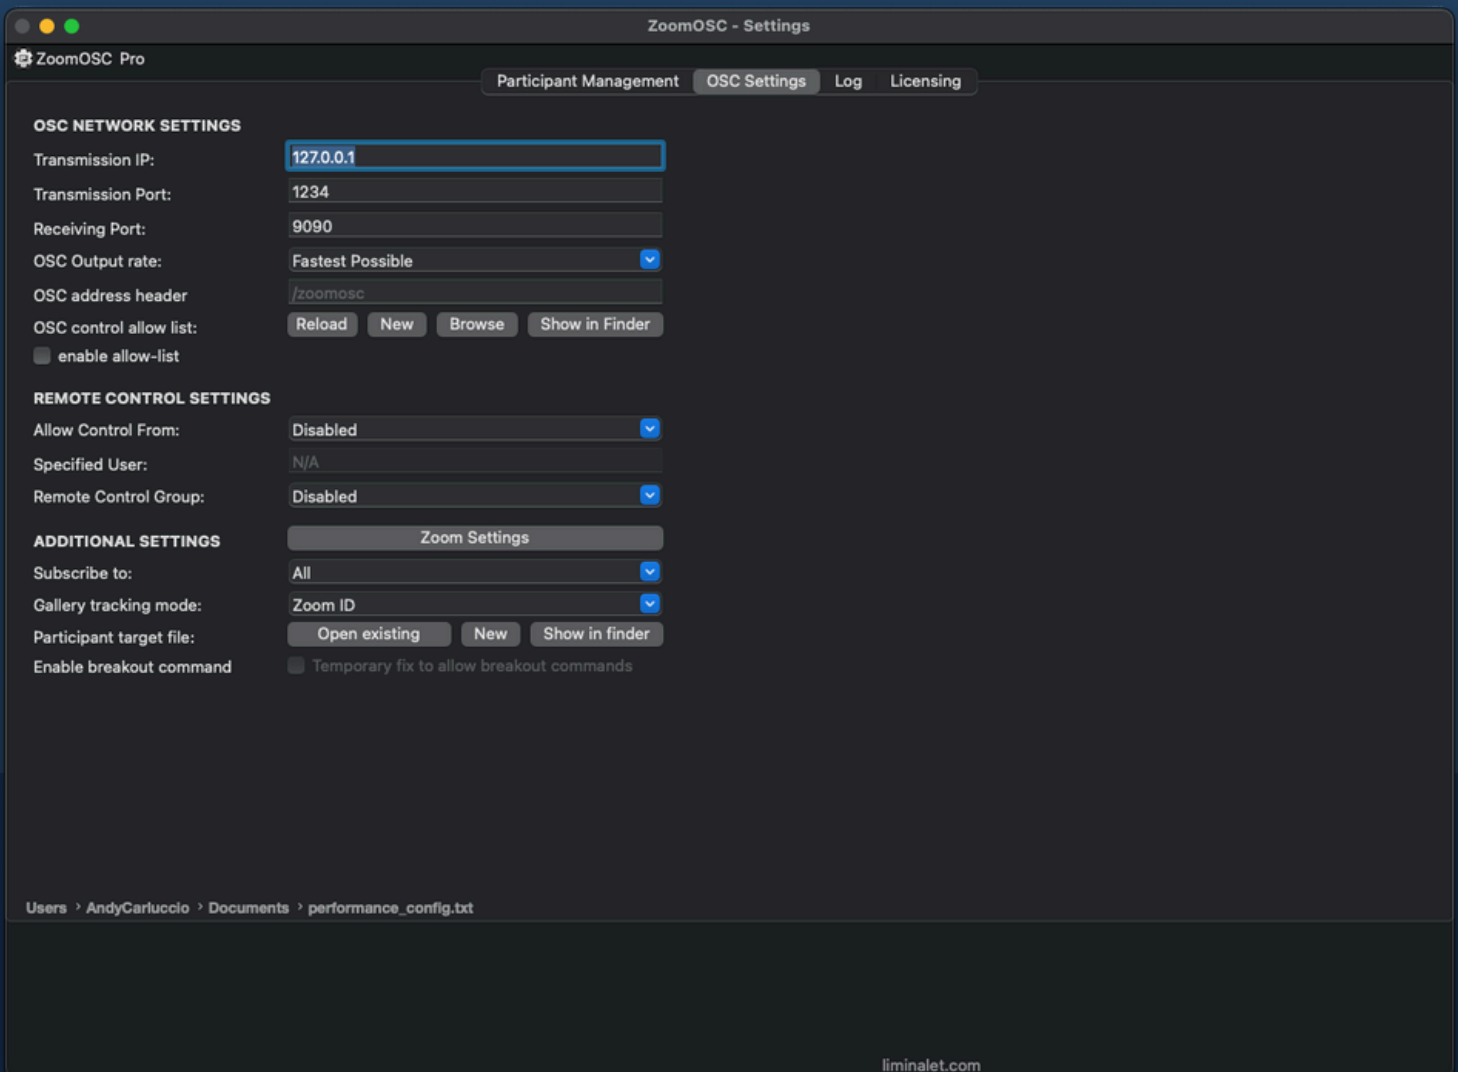 ZoomOSC - Settings
ZoomOSC Pro
Participant Management OSC Settings Log Licensing
OSC NETWORK SETTINGS
Transmission IP: 127.0.0.1
Transmission Port: 1234
Receiving Port: 9090
OSC Output rate: Fastest Possible
OSC address header /zoomosc
OSC control allow list: Reload New Browse Show in Finder
enable allow-list
REMOTE CONTROL SETTINGS
Allow Control From: Disabled
Specified User: N/A
Remote Control Group: Disabled
ADDITIONAL SETTINGS Zoom Settings
Subscribe to: All
Gallery tracking mode: Zoom ID
Participant target file: Open existing New Show in finder
Enable breakout command Temporary fix to allow breakout commands
Users › AndyCarluccio › Documents › performance_config.txt
liminalet.com